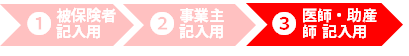 1 被保険者
記入用
2 事業主
記入用
3 医師・助産
師 記入用